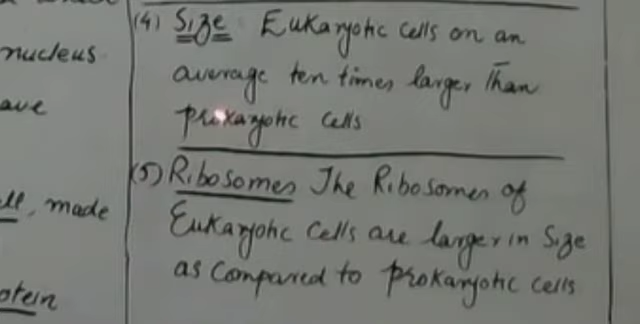 nucleus
ave
ell, made
otein
(4) Size Eukaryotic cells on an
average ten times larger than
prokaryotic cells
(5) Ribosomes The Ribosomes of
Eukaryotic cells are larger in Size
as compared to prokaryotic cells